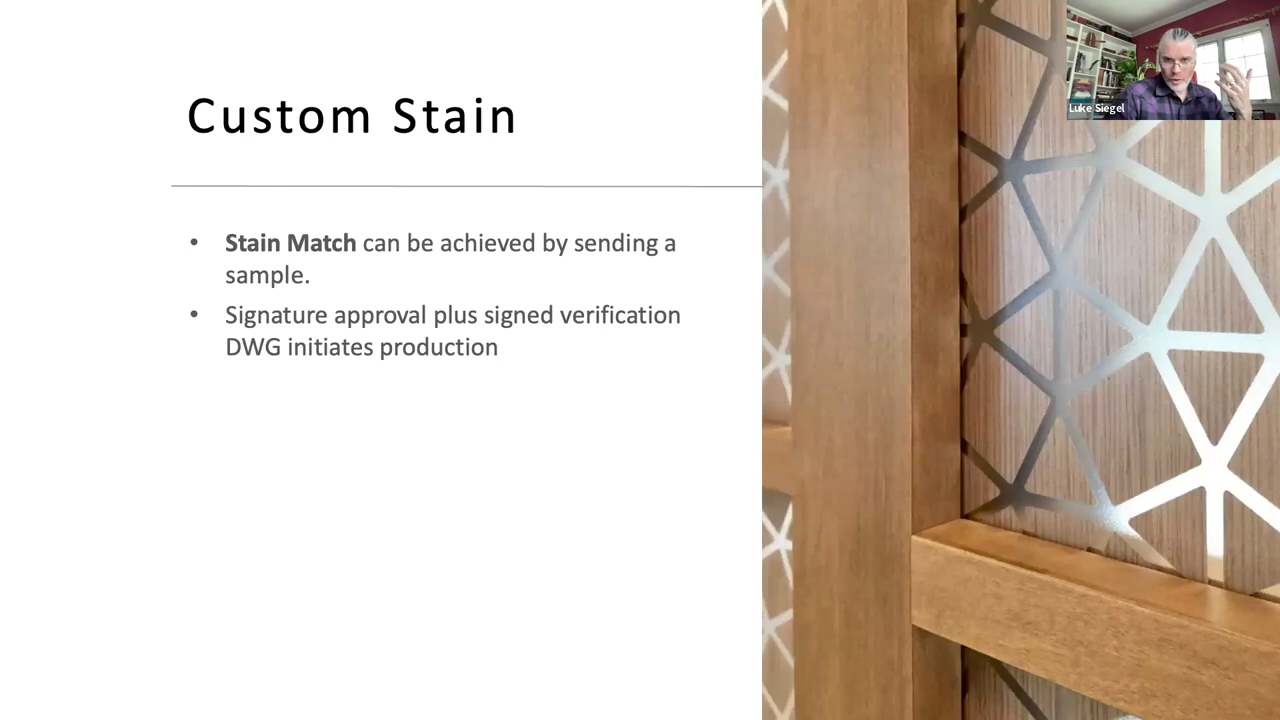 Luke Siegel
Custom Stain
• Stain Match can be achieved by sending a
sample.
• Signature approval plus signed verification
DWG initiates production